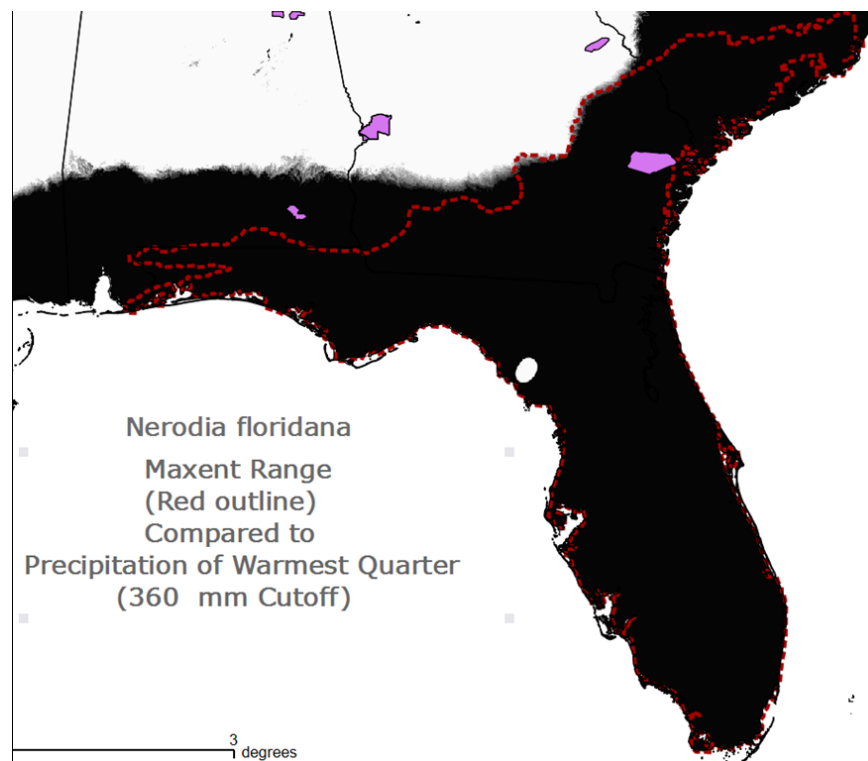 Nerodia floridana
Maxent Range
(Red outline)
Compared to
Precipitation of Warmest Quarter
(360 mm Cutoff)
3
degrees